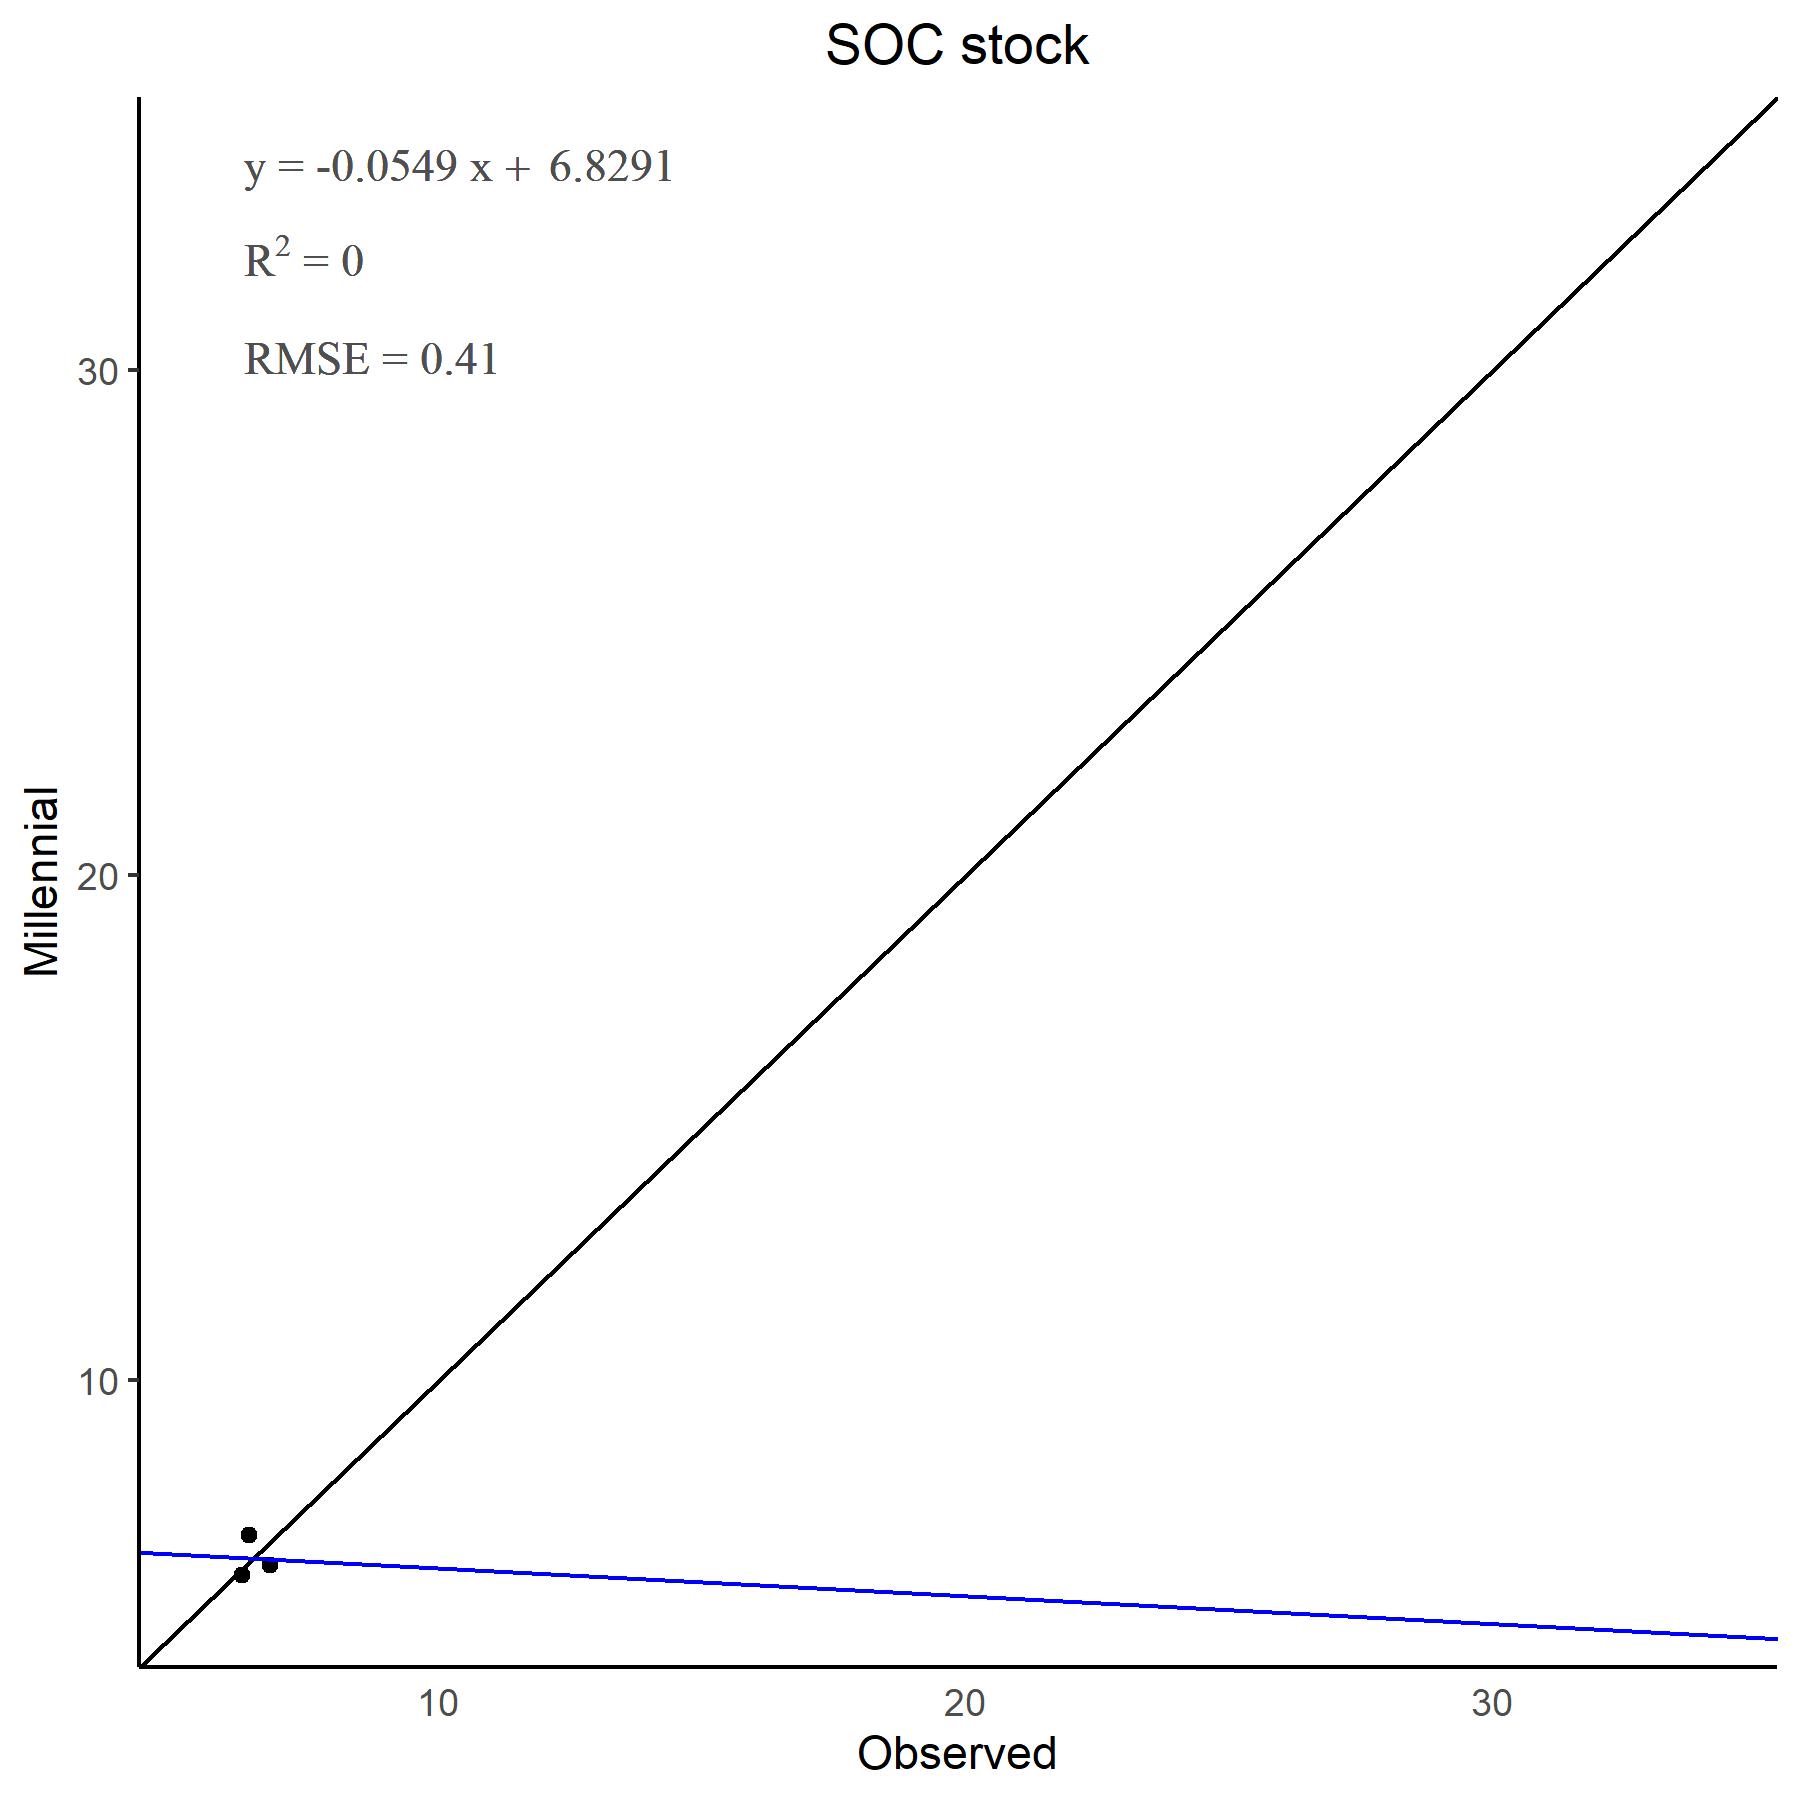 SOC stock
y = -0.0549 x + 6.8291
R² = 0
RMSE = 0.41
30
20
10
Millennial
10 20 30
Observed